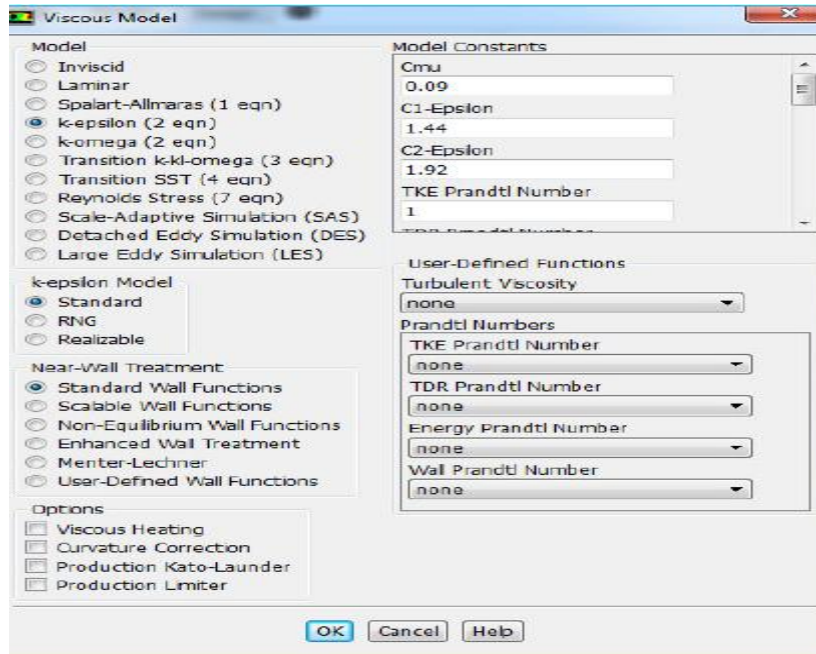 Viscous Model
Model
Inviscid
Laminar
Spalart-Allmaras (1 eqn)
k-epsilon (2 eqn)
k-omega (2 eqn)
Transition k-kl-omega (3 eqn)
Transition SST (4 eqn)
Reynolds Stress (7 eqn)
Scale-Adaptive Simulation (SAS)
Detached Eddy Simulation (DES)
Large Eddy Simulation (LES)
k-epsilon Model
Standard
RNG
Realizable
Near-Wall Treatment
Standard Wall Functions
Scalable Wall Functions
Non-Equilibrium Wall Functions
Enhanced Wall Treatment
Menter-Lechner
User-Defined Wall Functions
Options
Viscous Heating
Curvature Correction
Production Kato-Launder
Production Limiter
Model Constants
Cmu
0.09
C1-Epsilon
1.44
C2-Epsilon
1.92
TKE Prandtl Number
1
User-Defined Functions
Turbulent Viscosity
none
Prandtl Numbers
TKE Prandtl Number
none
TDR Prandtl Number
none
Energy Prandtl Number
none
Wall Prandtl Number
none
OK Cancel Help